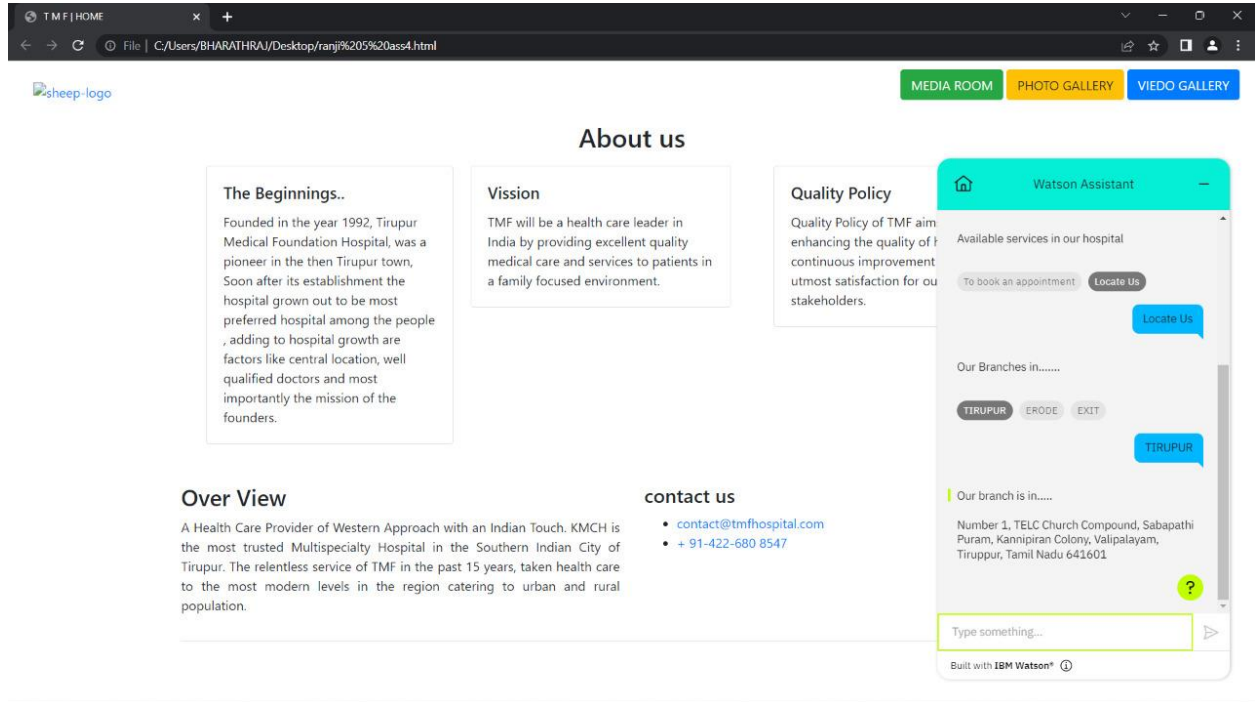 T M F | HOME
File | C:/Users/BHARATHRAJ/Desktop/ranji%205%20ass4.html
sheep-logo
MEDIA ROOM
PHOTO GALLERY
VIEDO GALLERY
About us
The Beginnings..
Founded in the year 1992, Tirupur
Medical Foundation Hospital, was a
pioneer in the then Tirupur town,
Soon after its establishment the
hospital grown out to be most
preferred hospital among the people
, adding to hospital growth are
factors like central location, well
qualified doctors and most
importantly the mission of the
founders.
Vission
TMF will be a health care leader in
India by providing excellent quality
medical care and services to patients in
a family focused environment.
Quality Policy
Quality Policy of TMF aim
enhancing the quality of
continuous improvement
utmost satisfaction for ou
stakeholders.
Over View
A Health Care Provider of Western Approach with an Indian Touch. KMCH is
the most trusted Multispecialty Hospital in the Southern Indian City of
Tirupur. The relentless service of TMF in the past 15 years, taken health care
to the most modern levels in the region catering to urban and rural
population.
contact us
contact@tmfhospital.com
+ 91-422-680 8547
Watson Assistant
Available services in our hospital
To book an appointment
Locate Us
Locate Us
Our Branches in.......
TIRUPUR
ERODE
EXIT
TIRUPUR
Our branch is in.....
Number 1, TELC Church Compound, Sabapathi
Puram, Kannipiran Colony, Valipalayam,
Tiruppur, Tamil Nadu 641601
?
Type something...
Built with IBM Watson®